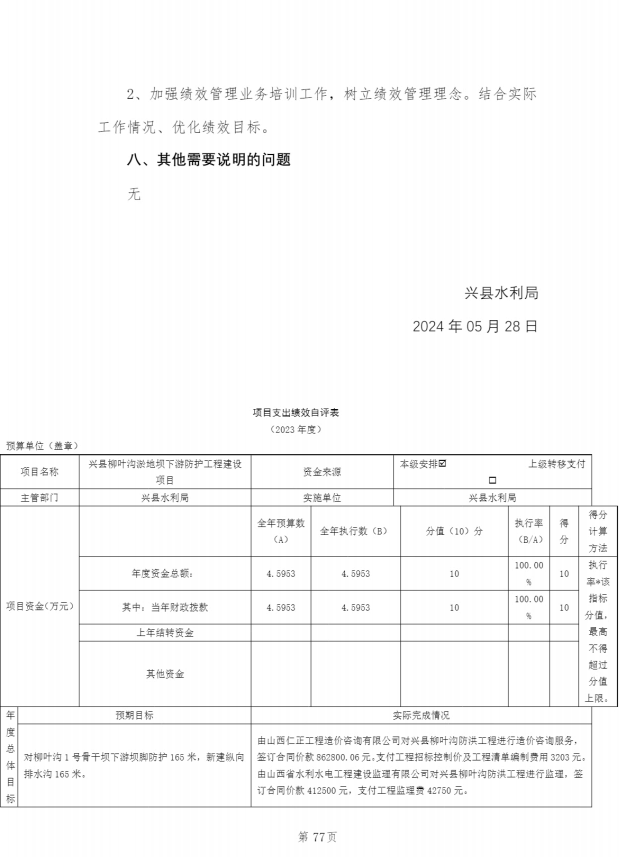 2、加强绩效管理业务培训工作，树立绩效管理理念。结合实际
工作情况、优化绩效目标。
八、其他需要说明的问题
无
兴县水利局
2024 年 05 月 28 日
项目支出绩效自评表
（2023 年度）
预算单位（盖章）
项目名称
兴县柳叶沟淤地坝下游防护工程建设
项目
资金来源
本级安排☑ 上级转移支付
☐
主管部门
兴县水利局
实施单位
兴县水利局
项目资金（万元）
全年预算数
（A）
全年执行数（B）
分值（10）分
执行率
（B/A）
得
分
得分
计算
方法
年度资金总额：
4.5953
4.5953
10
100.00
%
10
执行
率*该
指标
分值，
最高
不得
超过
分值
上限。
其中：当年财政拨款
4.5953
4.5953
10
100.00
%
10
上年结转资金
其他资金
年
度
总
体
目
标
预期目标
实际完成情况
对柳叶沟 1 号骨干坝下游坝脚防护 165 米，新建纵向
排水沟 165 米。
由山西仁正工程造价咨询有限公司对兴县柳叶沟防洪工程进行造价咨询服务，
签订合同价款 862800.06 元。支付工程招标控制价及工程清单编制费用 3203 元。
由山西省水利水电工程建设监理有限公司对兴县柳叶沟防洪工程进行监理，签
订合同价款 412500 元，支付工程监理费 42750 元。
第 77页